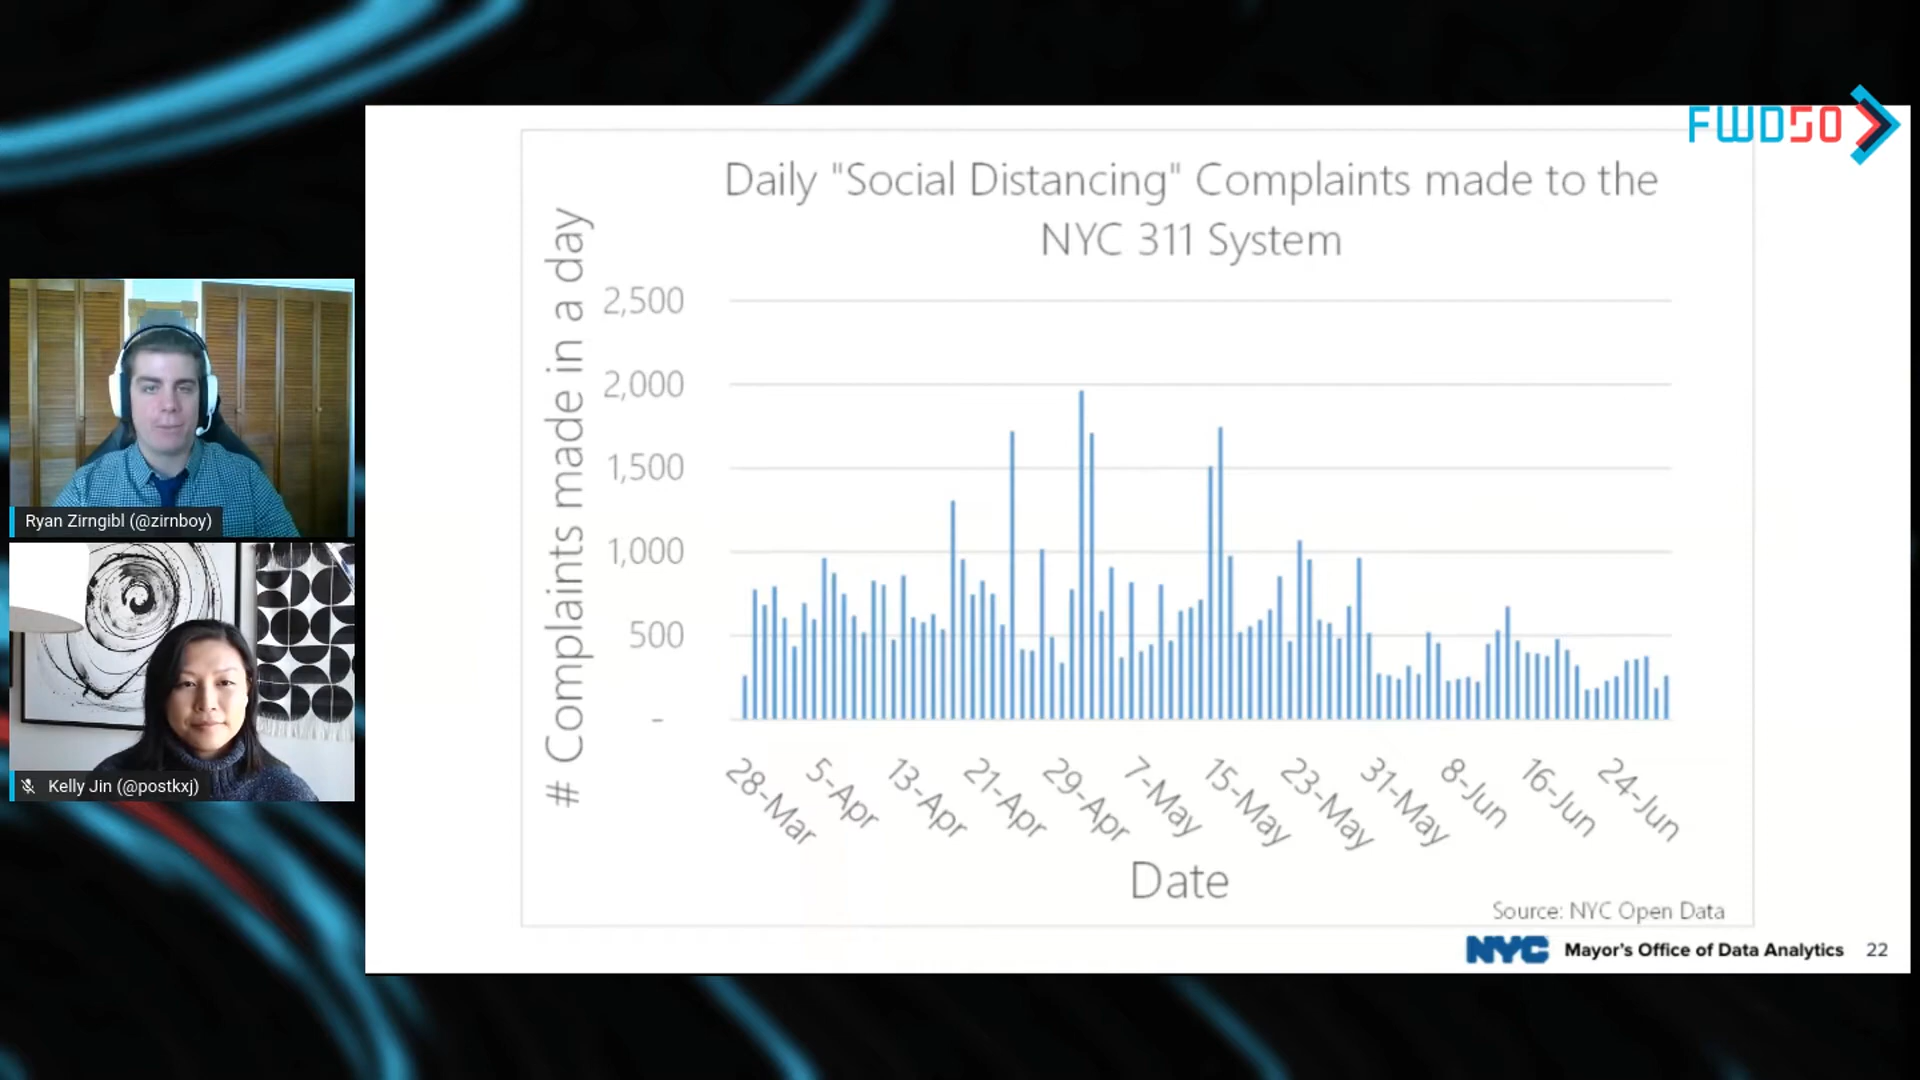 FWD50
Daily "Social Distancing" Complaints made to the
NYC 311 System
# Complaints made in a day
2,500
2,000
1,500
1,000
500
-
28-Mar
5-Apr
13-Apr
21-Apr
29-Apr
7-May
15-May
23-May
31-May
8-Jun
16-Jun
24-Jun
Date
Source: NYC Open Data
NYC Mayor's Office of Data Analytics 22
Ryan Zirngibl (@zirnboy)
Kelly Jin (@postkxj)